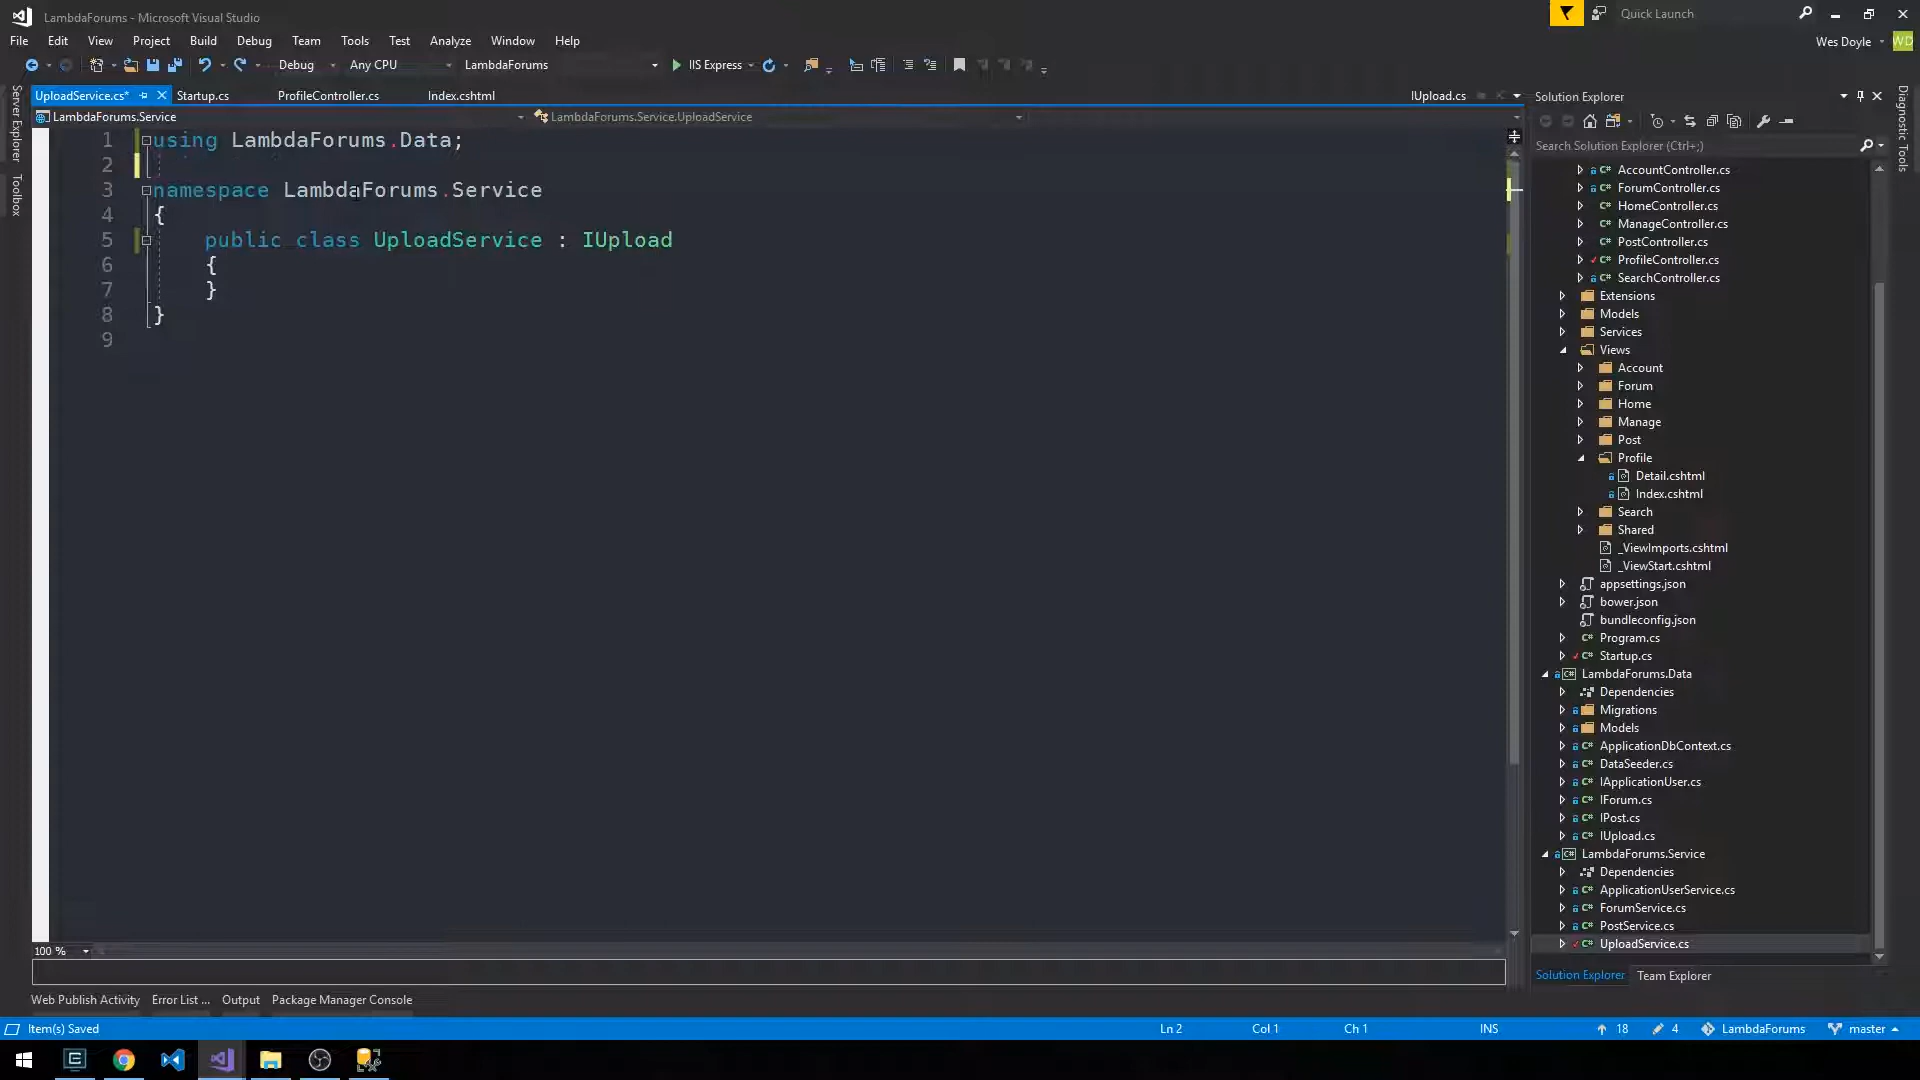 LambdaForums - Microsoft Visual Studio
Quick Launch
File Edit View Project Build Debug Team Tools Test Analyze Window Help
Wes Doyle
WD
Debug Any CPU LambdaForums IIS Express
UploadService.cs* Startup.cs ProfileController.cs Index.cshtml IUpload.cs
LambdaForums.Service LambdaForums.Service.UploadService
1 using LambdaForums.Data;
2
3 namespace LambdaForums.Service
4 {
5 public class UploadService : IUpload
6 {
7 }
8 }
9
100 %
Server Explorer
Toolbox
Solution Explorer
Search Solution Explorer (Ctrl+;)
C# AccountController.cs
C# ForumController.cs
C# HomeController.cs
C# ManageController.cs
C# PostController.cs
C# ProfileController.cs
C# SearchController.cs
Extensions
Models
Services
Views
Account
Forum
Home
Manage
Post
Profile
Detail.cshtml
Index.cshtml
Search
Shared
_ViewImports.cshtml
_ViewStart.cshtml
appsettings.json
bower.json
bundleconfig.json
C# Program.cs
C# Startup.cs
C# LambdaForums.Data
Dependencies
Migrations
Models
C# ApplicationDbContext.cs
C# DataSeeder.cs
C# IApplicationUser.cs
C# IForum.cs
C# IPost.cs
C# IUpload.cs
C# LambdaForums.Service
Dependencies
C# ApplicationUserService.cs
C# ForumService.cs
C# PostService.cs
C# UploadService.cs
Solution Explorer Team Explorer
Diagnostic Tools
Web Publish Activity Error List ... Output Package Manager Console
Item(s) Saved Ln 2 Col 1 Ch 1 INS 18 4 LambdaForums master